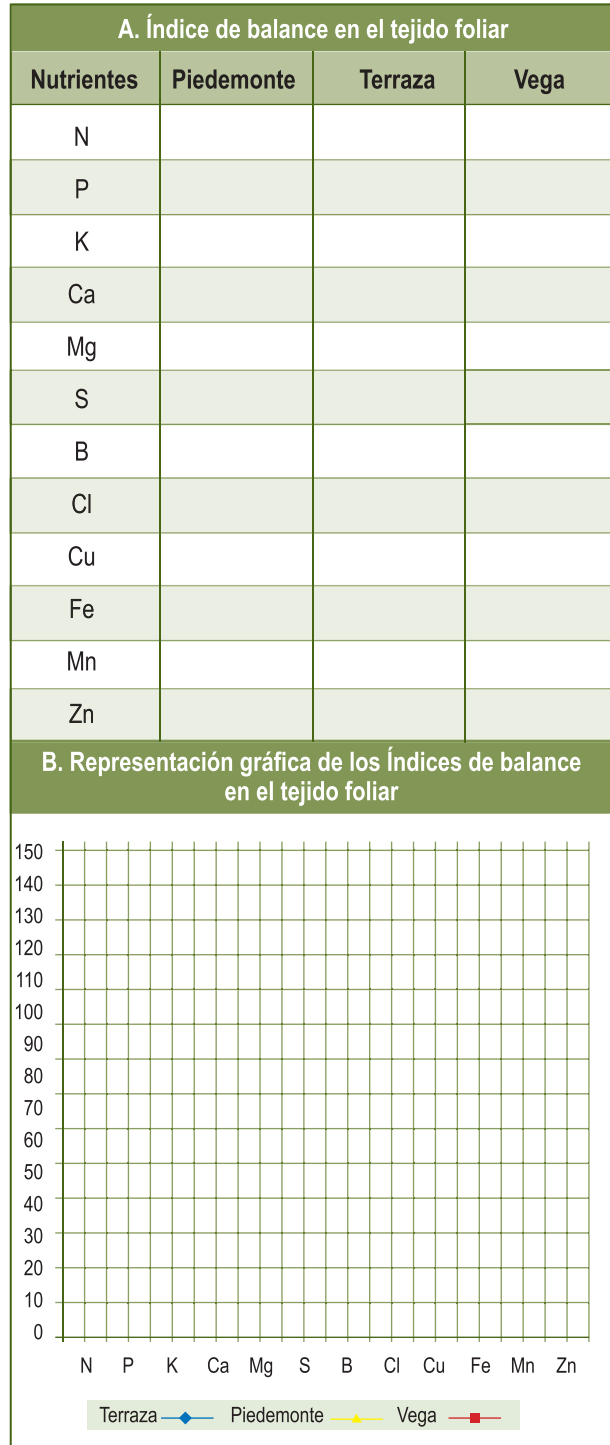 A. Índice de balance en el tejido foliar
Nutrientes Piedemonte Terraza Vega
N
P
K
Ca
Mg
S
B
Cl
Cu
Fe
Mn
Zn
B. Representación gráfica de los Índices de balance
en el tejido foliar
150
140
130
120
110
100
90
80
70
60
50
40
30
20
10
0
N P K Ca Mg S B Cl Cu Fe Mn Zn
Terraza Piedemonte Vega